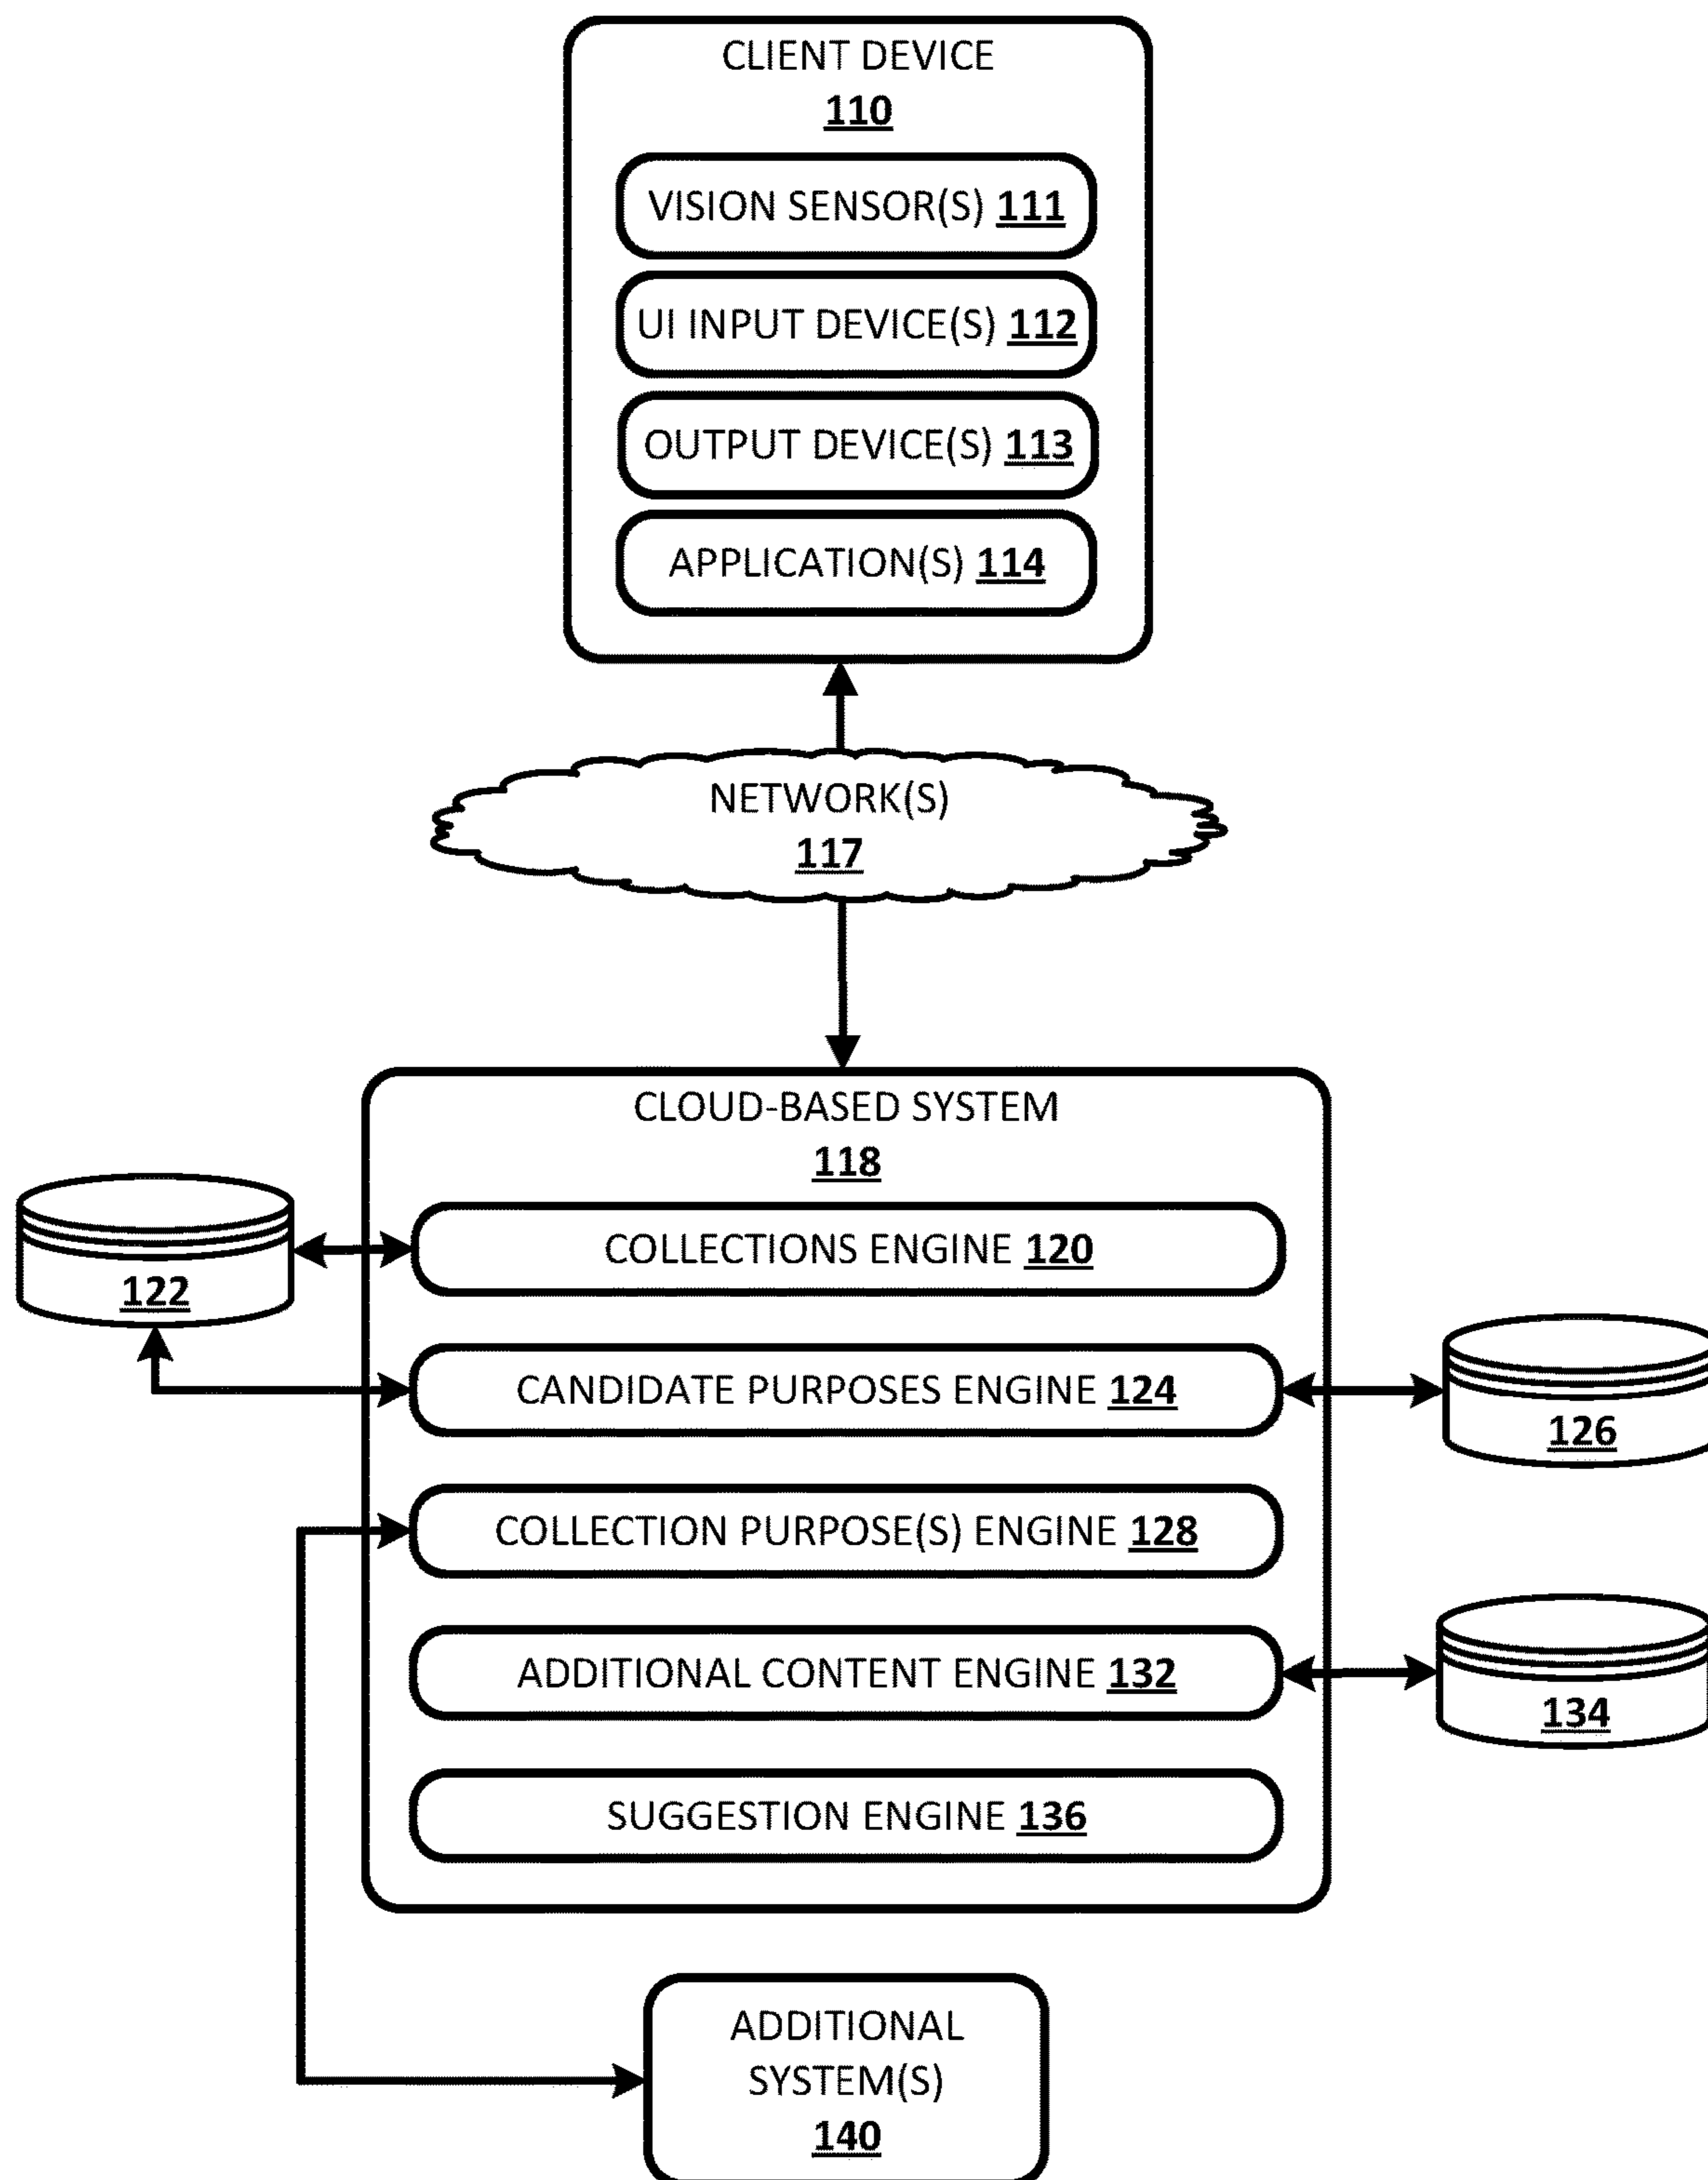 CLIENT DEVICE
110
VISION SENSOR(S) 111
UI INPUT DEVICE(S) 112
OUTPUT DEVICE(S) 113
APPLICATION(S) 114
NETWORK(S)
117
CLOUD-BASED SYSTEM
118
COLLECTIONS ENGINE 120
122
CANDIDATE PURPOSES ENGINE 124
126
COLLECTION PURPOSE(S) ENGINE 128
ADDITIONAL CONTENT ENGINE 132
134
SUGGESTION ENGINE 136
ADDITIONAL
SYSTEM(S)
140